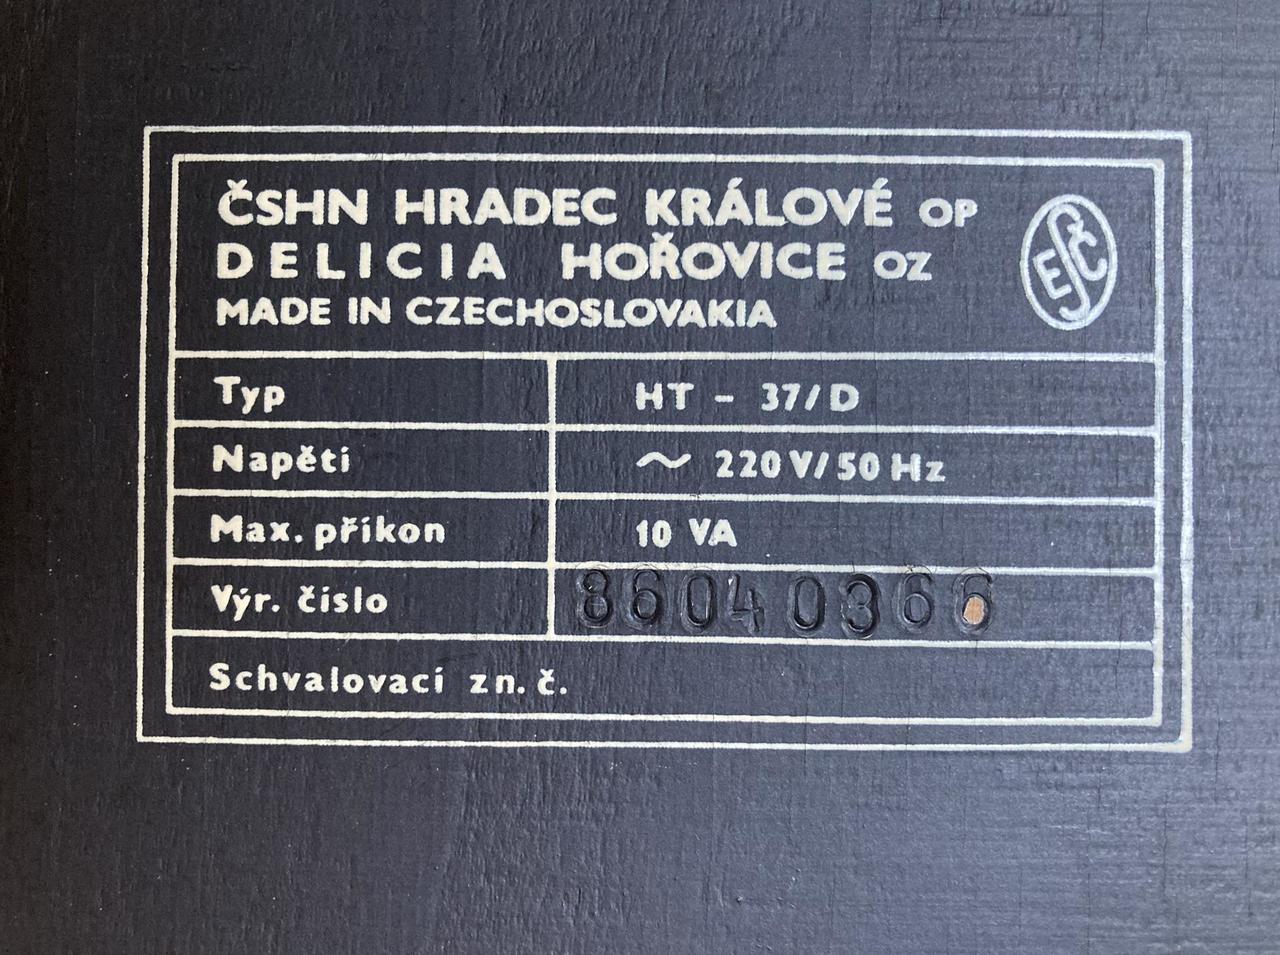 ČSHN HRADEC KRÁLOVÉ OP
DELICIA HOŘOVICE OZ
MADE IN CZECHOSLOVAKIA
ESČ
Typ HT - 37/D
Napětí ~ 220 V/50 Hz
Max. příkon 10 VA
Výr. číslo 86040366
Schvalovací zn. č.